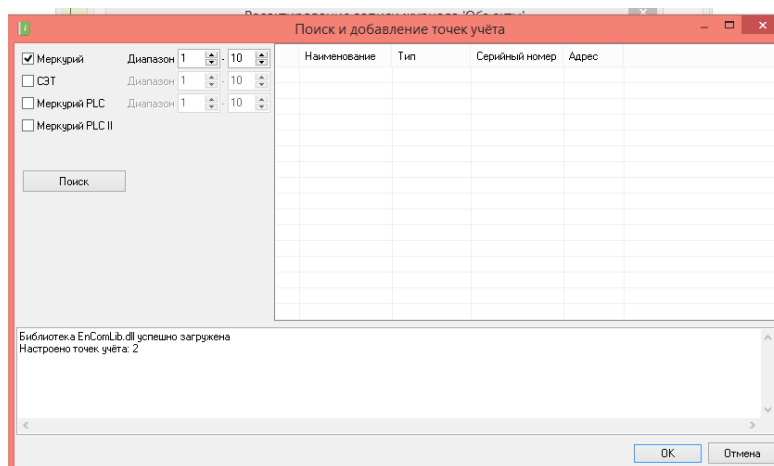 Поиск и добавление точек учёта
Меркурий Диапазон 1 - 10
СЭТ Диапазон 1 - 10
Меркурий PLC Диапазон 1 - 10
Меркурий PLC II
Поиск
Наименование Тип Серийный номер Адрес
Библиотека EnComLib.dll успешно загружена
Настроено точек учёта: 2
OK Отмена